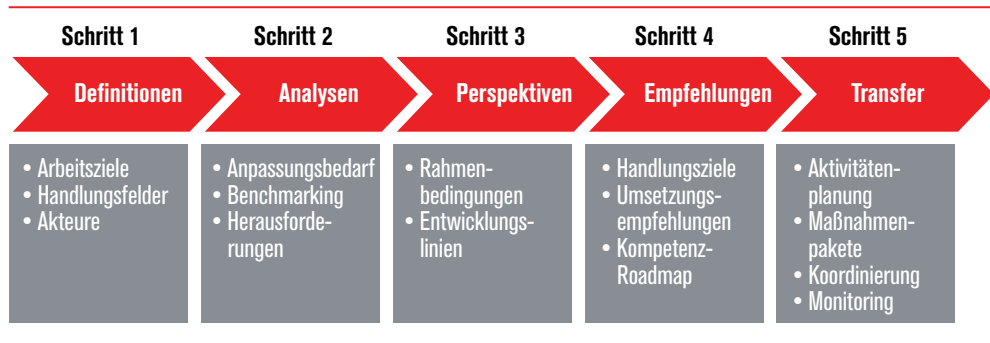 Schritt 1
Schritt 2
Schritt 3
Schritt 4
Schritt 5
Definitionen
Analysen
Perspektiven
Empfehlungen
Transfer
• Arbeitsziele
• Handlungsfelder
• Akteure
• Anpassungsbedarf
• Benchmarking
• Herausforde-
rungen
• Rahmen-
bedingungen
• Entwicklungs-
linien
• Handlungsziele
• Umsetzungs-
empfehlungen
• Kompetenz-
Roadmap
• Aktivitäten-
planung
• Maßnahmen-
pakete
• Koordinierung
• Monitoring